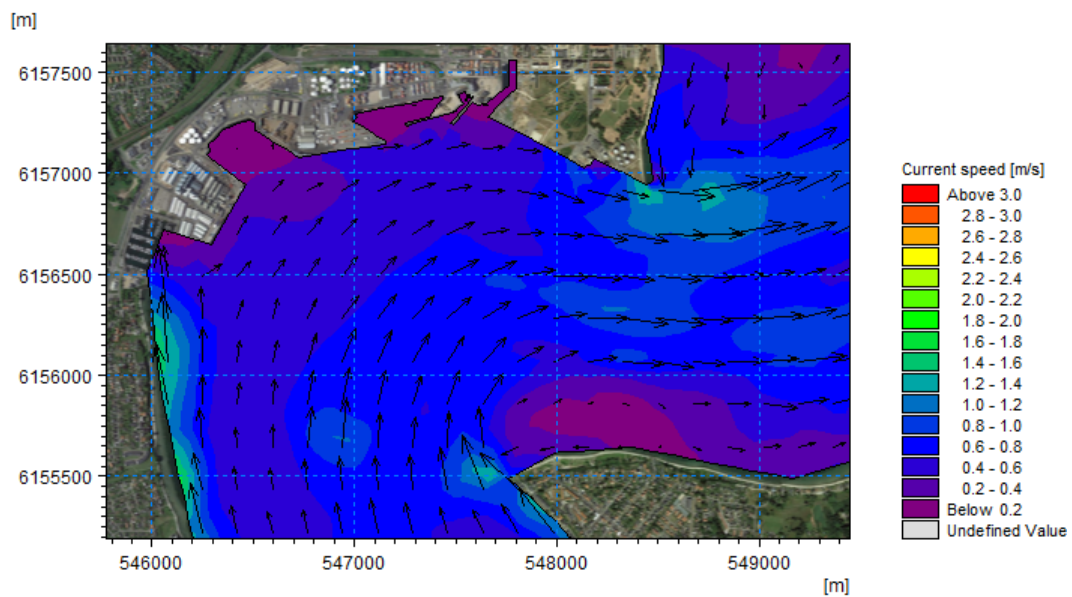 [m]
6157500
6157000
6156500
6156000
6155500
546000 547000 548000 549000
[m]
Current speed [m/s]
Above 3.0
2.8 - 3.0
2.6 - 2.8
2.4 - 2.6
2.2 - 2.4
2.0 - 2.2
1.8 - 2.0
1.6 - 1.8
1.4 - 1.6
1.2 - 1.4
1.0 - 1.2
0.8 - 1.0
0.6 - 0.8
0.4 - 0.6
0.2 - 0.4
Below 0.2
Undefined Value